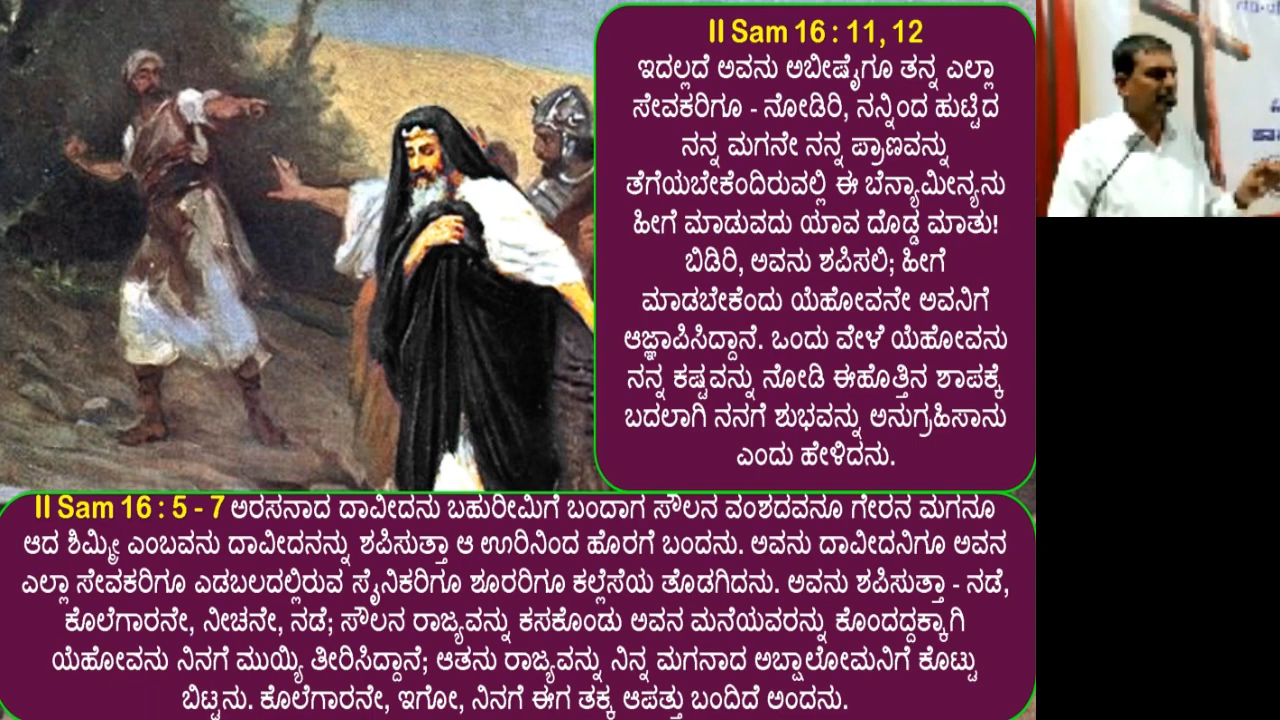 II Sam 16 : 11, 12
ಇದಲ್ಲದೆ ಅವನು ಅಬೀಷೈಗೂ ತನ್ನ ಎಲ್ಲಾ
ಸೇವಕರಿಗೂ - ನೋಡಿರಿ, ನನ್ನಿಂದ ಹುಟ್ಟಿದ
ನನ್ನ ಮಗನೇ ನನ್ನ ಪ್ರಾಣವನ್ನು
ತೆಗೆಯಬೇಕೆಂದಿರುವಲ್ಲಿ ಈ ಬೆನ್ಯಾಮೀನ್ಯನು
ಹೀಗೆ ಮಾಡುವದು ಯಾವ ದೊಡ್ಡ ಮಾತು!
ಬಿಡಿರಿ, ಅವನು ಶಪಿಸಲಿ; ಹೀಗೆ
ಮಾಡಬೇಕೆಂದು ಯೆಹೋವನೇ ಅವನಿಗೆ
ಆಜ್ಞಾಪಿಸಿದ್ದಾನೆ. ಒಂದು ವೇಳೆ ಯೆಹೋವನು
ನನ್ನ ಕಷ್ಟವನ್ನು ನೋಡಿ ಈಹೊತ್ತಿನ ಶಾಪಕ್ಕೆ
ಬದಲಾಗಿ ನನಗೆ ಶುಭವನ್ನು ಅನುಗ್ರಹಿಸಾನು
ಎಂದು ಹೇಳಿದನು.
II Sam 16 : 5 - 7 ಅರಸನಾದ ದಾವೀದನು ಬಹುರೀಮಿಗೆ ಬಂದಾಗ ಸೌಲನ ವಂಶದವನೂ ಗೇರನ ಮಗನೂ
ಆದ ಶಿಮ್ಮೀ ಎಂಬವನು ದಾವೀದನನ್ನು ಶಪಿಸುತ್ತಾ ಆ ಊರಿನಿಂದ ಹೊರಗೆ ಬಂದನು. ಅವನು ದಾವೀದನಿಗೂ ಅವನ
ಎಲ್ಲಾ ಸೇವಕರಿಗೂ ಎಡಬಲದಲ್ಲಿರುವ ಸೈನಿಕರಿಗೂ ಶೂರರಿಗೂ ಕಲ್ಲೆಸೆಯ ತೊಡಗಿದನು. ಅವನು ಶಪಿಸುತ್ತಾ - ನಡೆ,
ಕೊಲೆಗಾರನೇ, ನೀಚನೇ, ನಡೆ; ಸೌಲನ ರಾಜ್ಯವನ್ನು ಕಸಕೊಂಡು ಅವನ ಮನೆಯವರನ್ನು ಕೊಂದದ್ದಕ್ಕಾಗಿ
ಯೆಹೋವನು ನಿನಗೆ ಮುಯ್ಯಿ ತೀರಿಸಿದ್ದಾನೆ; ಆತನು ರಾಜ್ಯವನ್ನು ನಿನ್ನ ಮಗನಾದ ಅಬ್ಷಾಲೋಮನಿಗೆ ಕೊಟ್ಟು
ಬಿಟ್ಟನು. ಕೊಲೆಗಾರನೇ, ಇಗೋ, ನಿನಗೆ ಈಗ ತಕ್ಕ ಆಪತ್ತು ಬಂದಿದೆ ಅಂದನು.